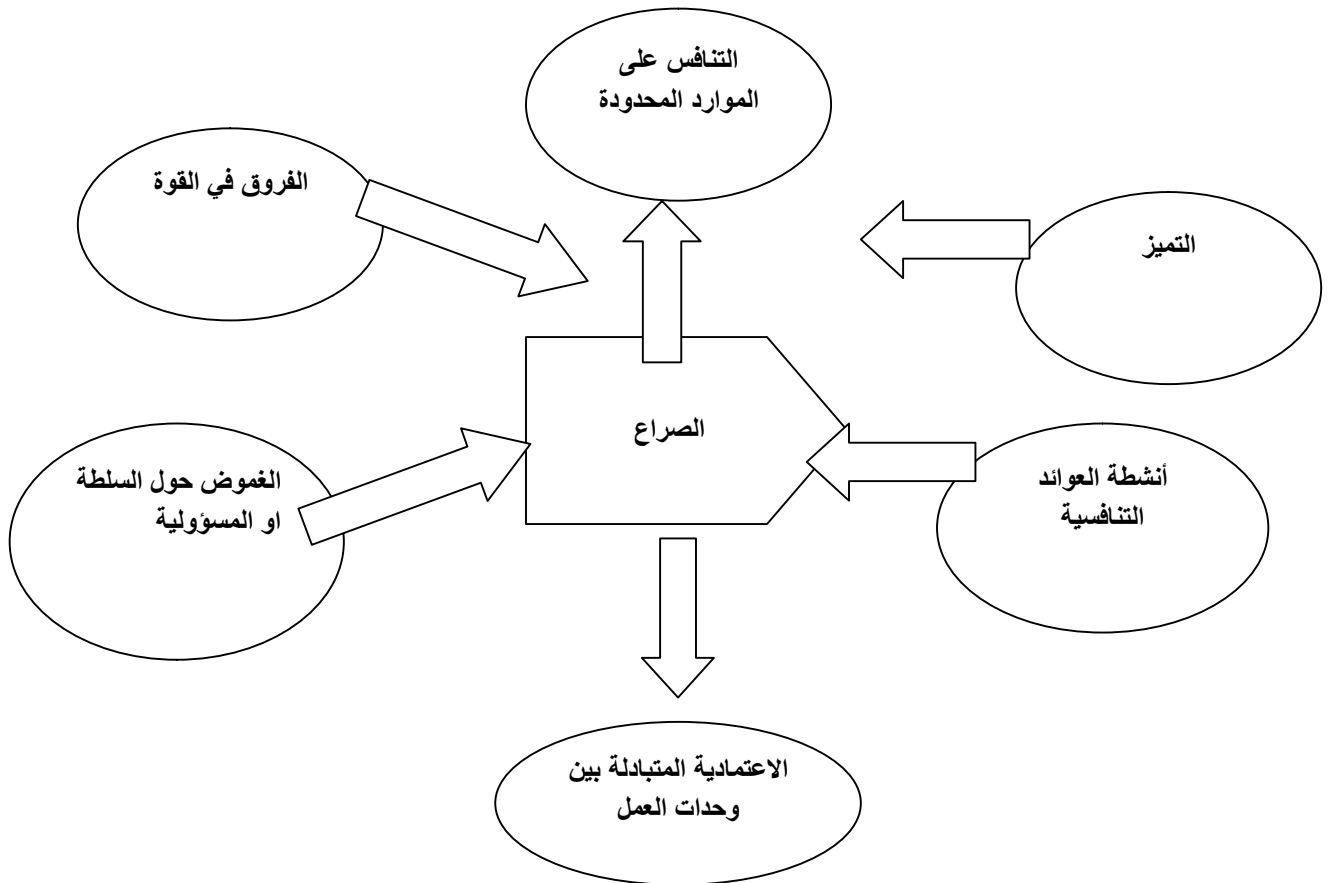 التنافس على
الموارد المحدودة
الفروق في القوة
التميز
الصراع
الغموض حول السلطة
او المسؤولية
أنشطة العوائد
التنافسية
الاعتمادية المتبادلة بين
وحدات العمل